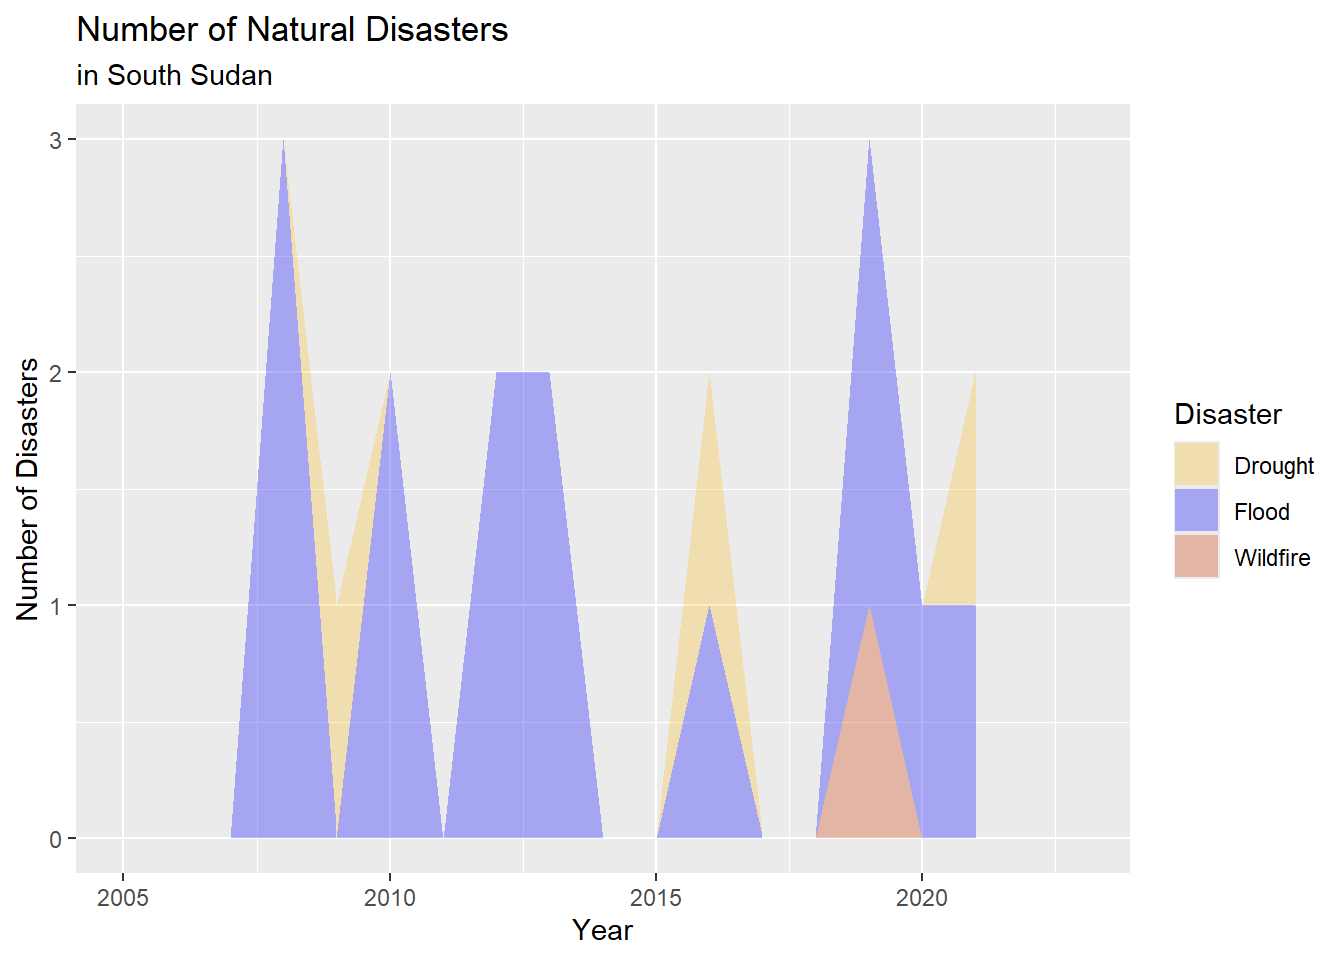 Number of Natural Disasters
in South Sudan
Number of Disasters
3
2
1
0
2005
2010
2015
2020
Year
Disaster
Drought
Flood
Wildfire